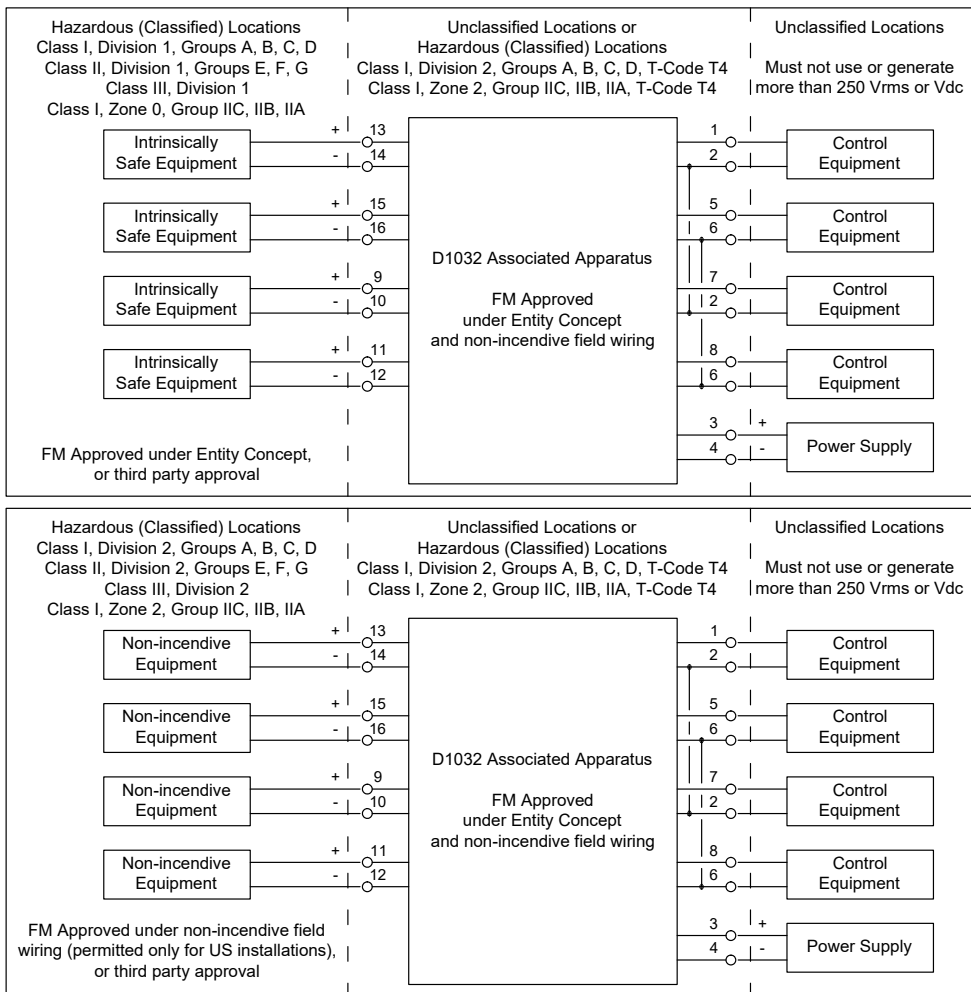 Hazardous (Classified) Locations
Class I, Division 1, Groups A, B, C, D
Class II, Division 1, Groups E, F, G
Class III, Division 1
Class I, Zone 0, Group IIC, IIB, IIA
Unclassified Locations or
Hazardous (Classified) Locations
Class I, Division 2, Groups A, B, C, D, T-Code T4
Class I, Zone 2, Group IIC, IIB, IIA, T-Code T4
Unclassified Locations
Must not use or generate
more than 250 Vrms or Vdc
Intrinsically
Safe Equipment
+ 13
- 14
Intrinsically
Safe Equipment
+ 15
- 16
Intrinsically
Safe Equipment
+ 9
- 10
Intrinsically
Safe Equipment
+ 11
- 12
FM Approved under Entity Concept,
or third party approval
D1032 Associated Apparatus
FM Approved
under Entity Concept
and non-incendive field wiring
1
2
Control
Equipment
5
6
Control
Equipment
7
2
Control
Equipment
8
6
Control
Equipment
3 +
4 -
Power Supply
Hazardous (Classified) Locations
Class I, Division 2, Groups A, B, C, D
Class II, Division 2, Groups E, F, G
Class III, Division 2
Class I, Zone 2, Group IIC, IIB, IIA
Unclassified Locations or
Hazardous (Classified) Locations
Class I, Division 2, Groups A, B, C, D, T-Code T4
Class I, Zone 2, Group IIC, IIB, IIA, T-Code T4
Unclassified Locations
Must not use or generate
more than 250 Vrms or Vdc
Non-incendive
Equipment
+ 13
- 14
Non-incendive
Equipment
+ 15
- 16
Non-incendive
Equipment
+ 9
- 10
Non-incendive
Equipment
+ 11
- 12
FM Approved under non-incendive field
wiring (permitted only for US installations),
or third party approval
D1032 Associated Apparatus
FM Approved
under Entity Concept
and non-incendive field wiring
1
2
Control
Equipment
5
6
Control
Equipment
7
2
Control
Equipment
8
6
Control
Equipment
3 +
4 -
Power Supply